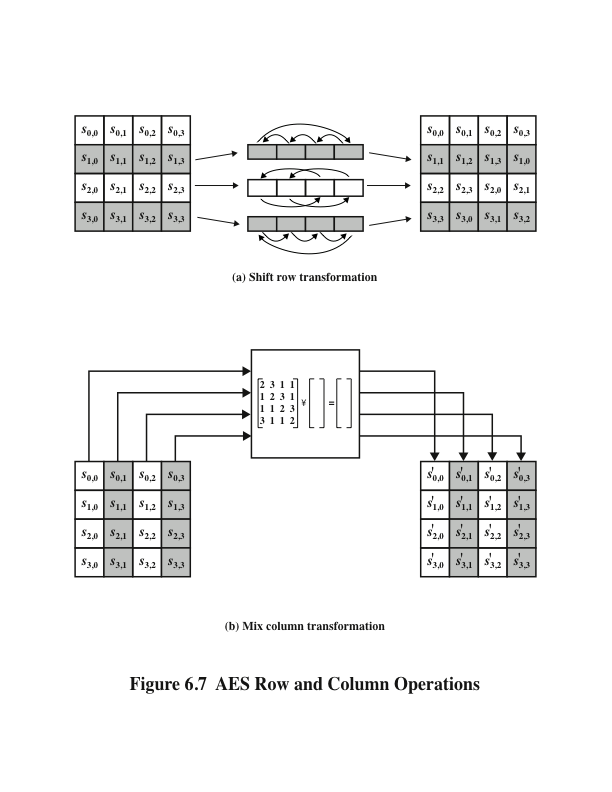 s0,0 s0,1 s0,2 s0,3 s0,0 s0,1 s0,2 s0,3
s1,0 s1,1 s1,2 s1,3 s1,1 s1,2 s1,3 s1,0
s2,0 s2,1 s2,2 s2,3 s2,2 s2,3 s2,0 s2,1
s3,0 s3,1 s3,2 s3,3 s3,3 s3,0 s3,1 s3,2
(a) Shift row transformation
2 3 1 1
1 2 3 1
¥ =
1 1 2 3
3 1 1 2
s0,0 s0,1 s0,2 s0,3 s'0,0 s'0,1 s'0,2 s'0,3
s1,0 s1,1 s1,2 s1,3 s'1,0 s'1,1 s'1,2 s'1,3
s2,0 s2,1 s2,2 s2,3 s'2,0 s'2,1 s'2,2 s'2,3
s3,0 s3,1 s3,2 s3,3 s'3,0 s'3,1 s'3,2 s'3,3
(b) Mix column transformation
Figure 6.7 AES Row and Column Operations